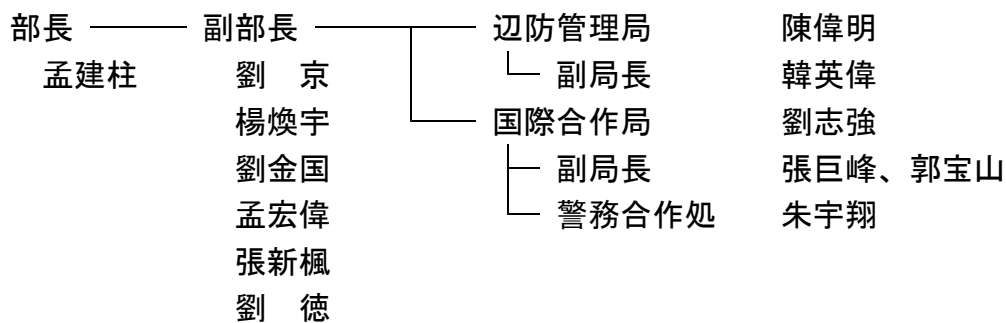 部長 副部長 辺防管理局 陳偉明
孟建柱 劉　京 副局長 韓英偉
楊煥宇 国際合作局 劉志強
劉金国 副局長 張巨峰、郭宝山
孟宏偉 警務合作処 朱宇翔
張新楓
劉　徳